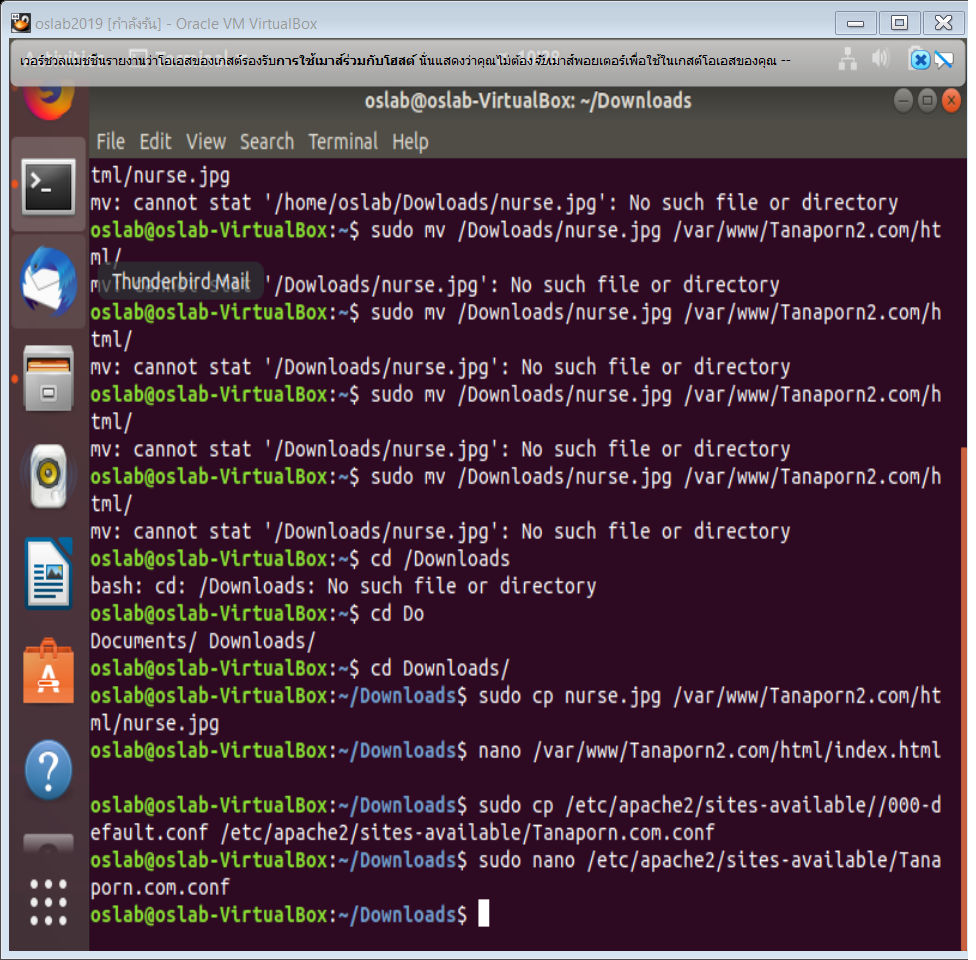 oslab2019 [กำลังรัน] - Oracle VM VirtualBox
เวอร์ชวลแมชชีนรายงานว่าโอเอสของเกสต์รองรับการใช้เมาส์ร่วมกับโฮสต์ นั่นแสดงว่าคุณไม่ต้อง จับเมาส์พอยเตอร์เพื่อใช้ในเกสต์โอเอสของคุณ --
oslab@oslab-VirtualBox: ~/Downloads
File Edit View Search Terminal Help
tml/nurse.jpg
mv: cannot stat '/home/oslab/Dowloads/nurse.jpg': No such file or directory
oslab@oslab-VirtualBox:~$ sudo mv /Dowloads/nurse.jpg /var/www/Tanaporn2.com/ht
ml/
Thunderbird Mail
mv: cannot stat '/Dowloads/nurse.jpg': No such file or directory
oslab@oslab-VirtualBox:~$ sudo mv /Downloads/nurse.jpg /var/www/Tanaporn2.com/h
tml/
mv: cannot stat '/Downloads/nurse.jpg': No such file or directory
oslab@oslab-VirtualBox:~$ sudo mv /Downloads/nurse.jpg /var/www/Tanaporn2.com/h
tml/
mv: cannot stat '/Downloads/nurse.jpg': No such file or directory
oslab@oslab-VirtualBox:~$ sudo mv /Downloads/nurse.jpg /var/www/Tanaporn2.com/h
tml/
mv: cannot stat '/Downloads/nurse.jpg': No such file or directory
oslab@oslab-VirtualBox:~$ cd /Downloads
bash: cd: /Downloads: No such file or directory
oslab@oslab-VirtualBox:~$ cd Do
Documents/ Downloads/
oslab@oslab-VirtualBox:~$ cd Downloads/
oslab@oslab-VirtualBox:~/Downloads$ sudo cp nurse.jpg /var/www/Tanaporn2.com/ht
ml/nurse.jpg
oslab@oslab-VirtualBox:~/Downloads$ nano /var/www/Tanaporn2.com/html/index.html
oslab@oslab-VirtualBox:~/Downloads$ sudo cp /etc/apache2/sites-available//000-d
efault.conf /etc/apache2/sites-available/Tanaporn.com.conf
oslab@oslab-VirtualBox:~/Downloads$ sudo nano /etc/apache2/sites-available/Tana
porn.com.conf
oslab@oslab-VirtualBox:~/Downloads$